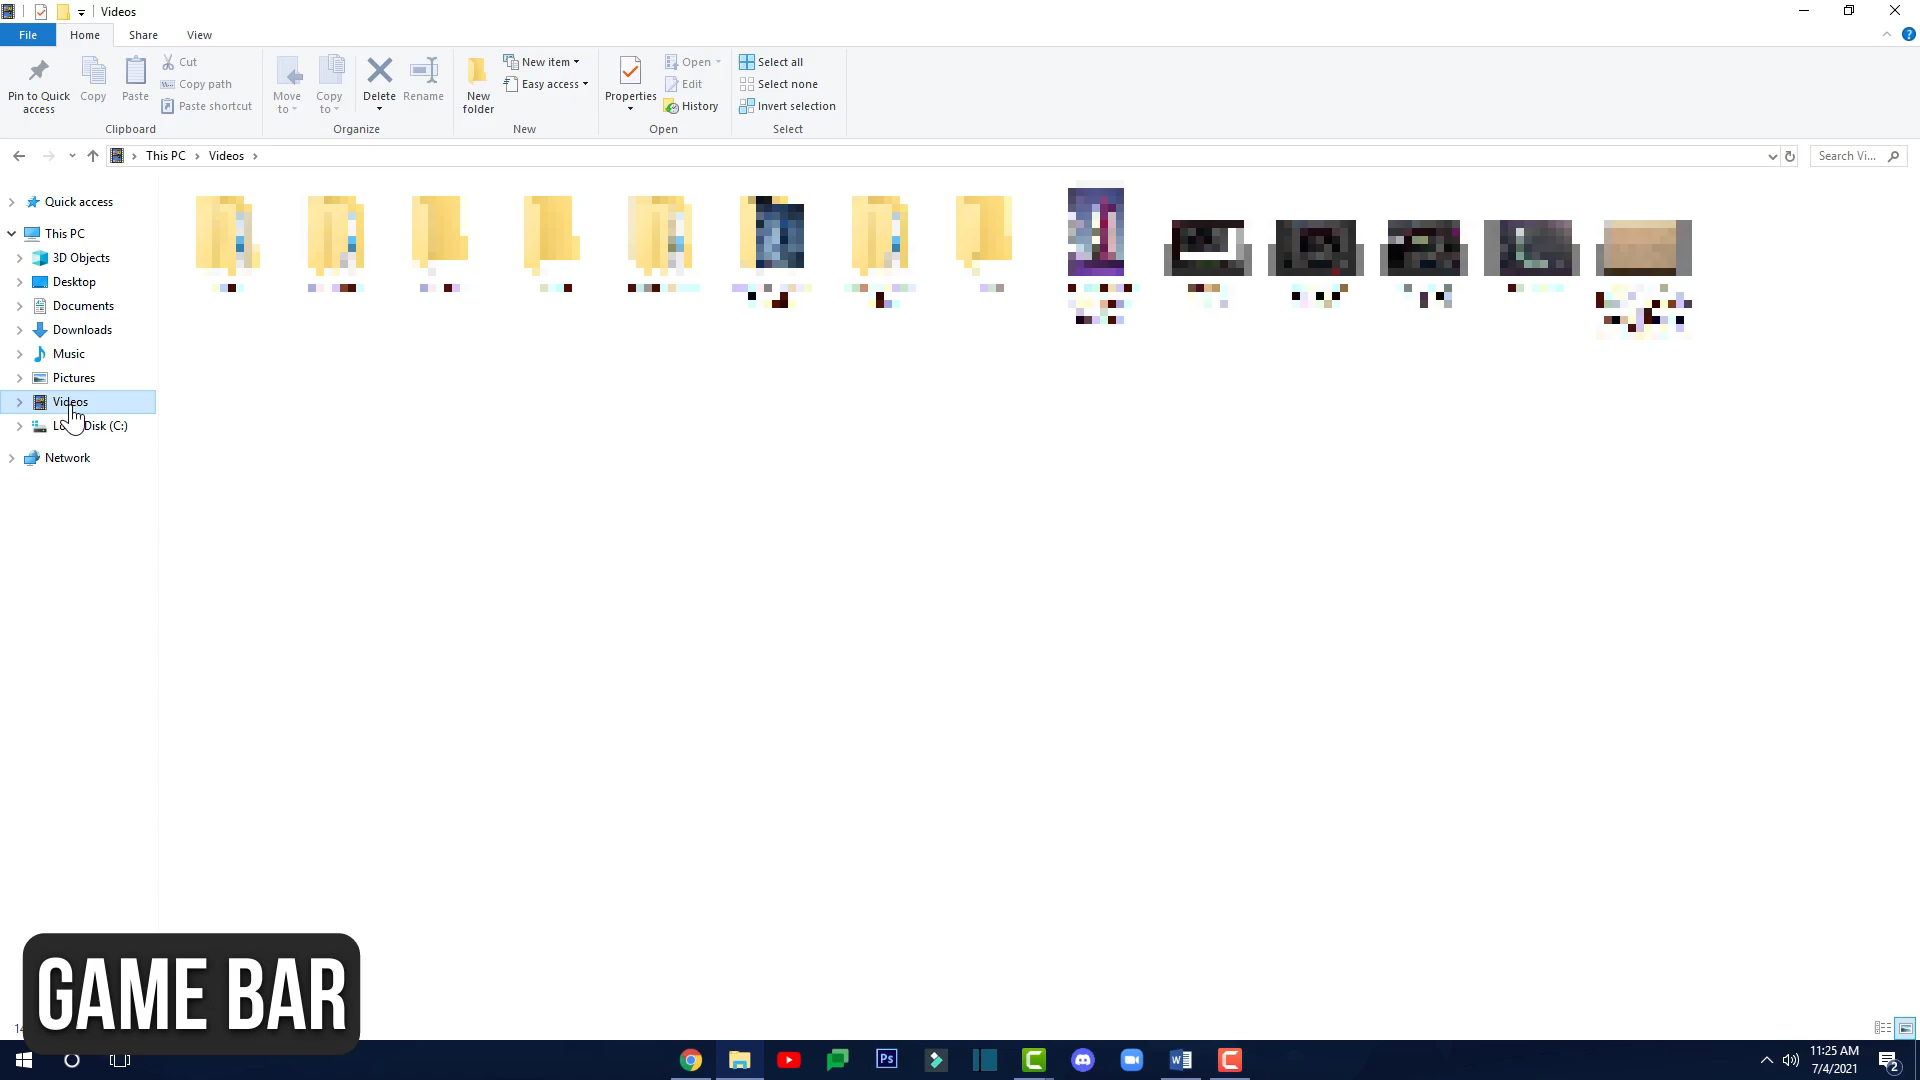 Videos
File
Home
Share
View
Pin to Quick access
Copy
Paste
Cut
Copy path
Paste shortcut
Clipboard
Move to
Copy to
Delete
Rename
Organize
New folder
New item
Easy access
New
Properties
Open
Edit
History
Open
Select all
Select none
Invert selection
Select
This PC
Videos
Search Vi...
Quick access
This PC
3D Objects
Desktop
Documents
Downloads
Music
Pictures
Videos
Disk (C:)
Network
GAME BAR
Ps
11:25 AM
7/4/2021
2